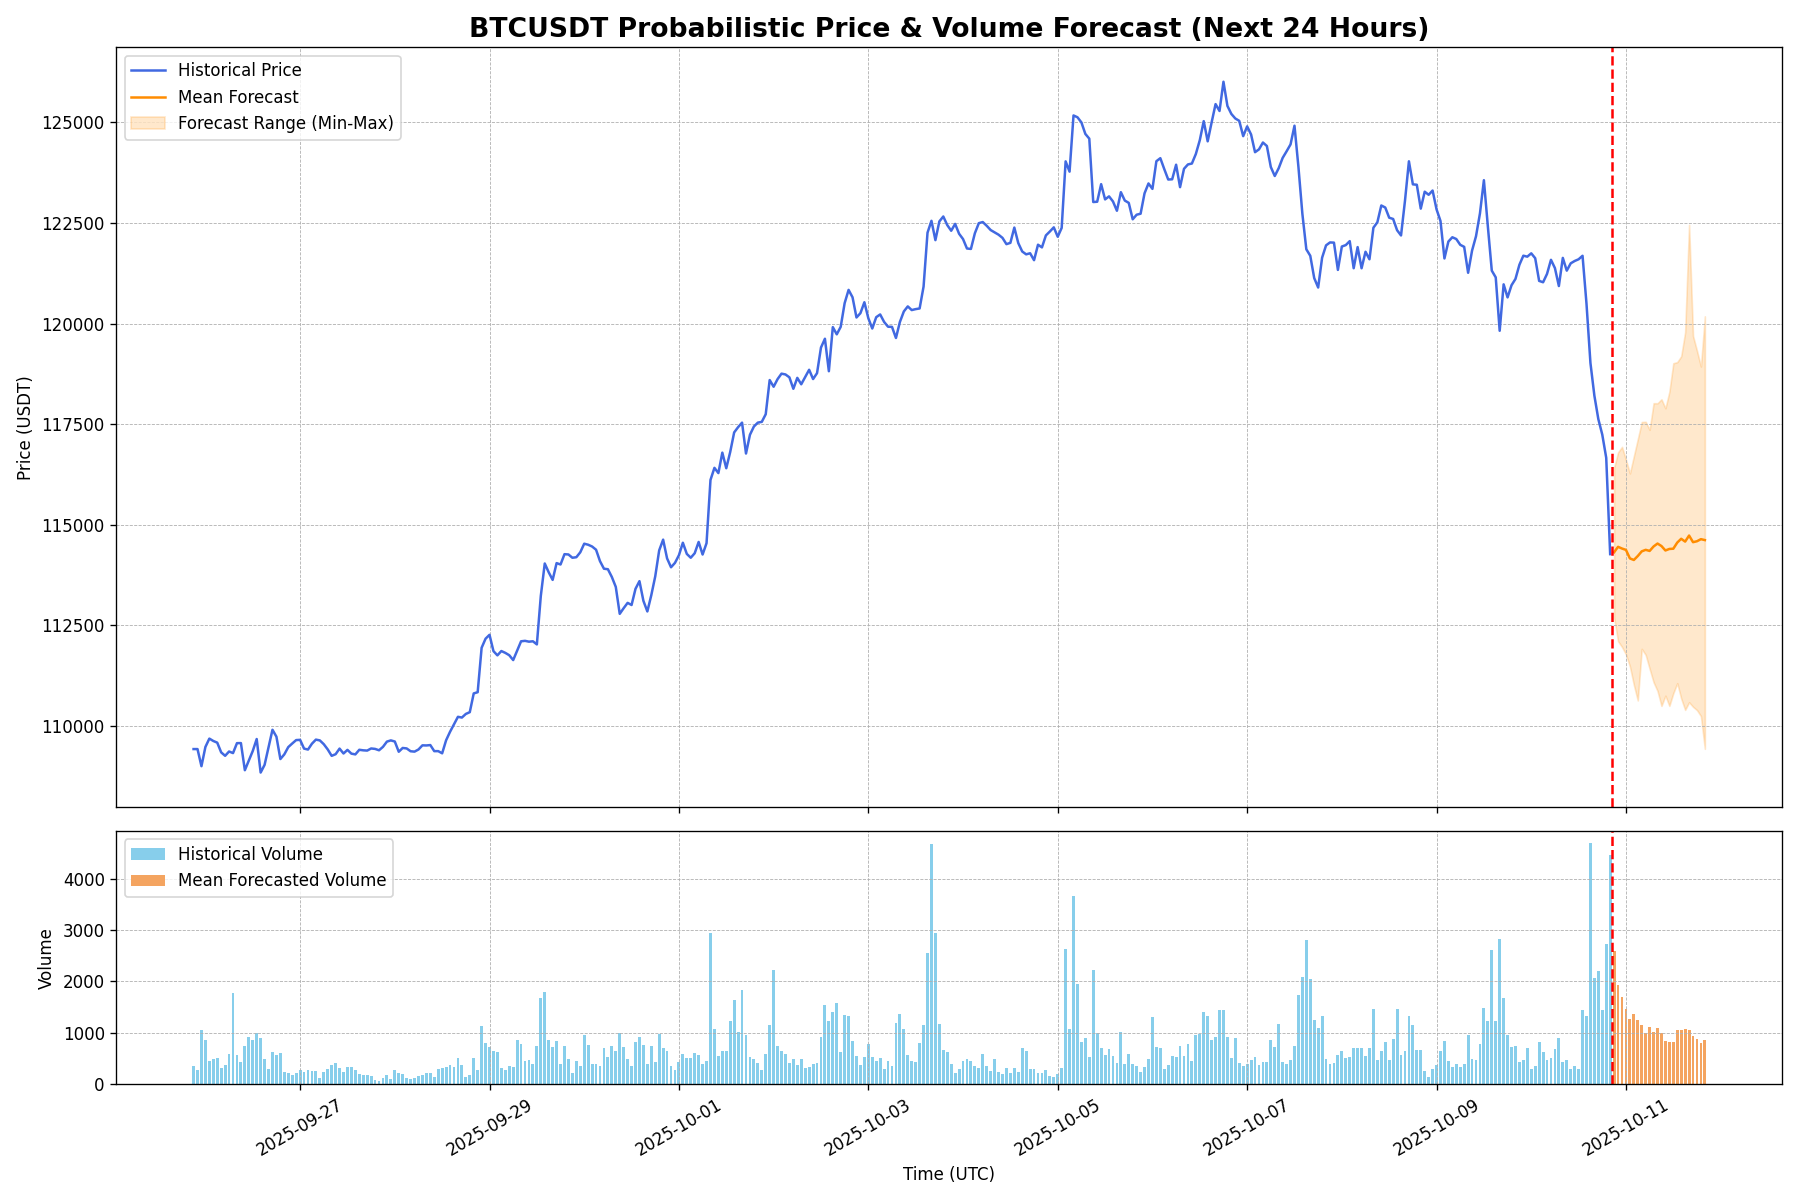 BTCUSDT Probabilistic Price & Volume Forecast (Next 24 Hours)
Historical Price
Mean Forecast
Forecast Range (Min-Max)
125000
122500
120000
117500
115000
112500
110000
Price (USDT)
Historical Volume
Mean Forecasted Volume
4000
3000
2000
1000
0
Volume
2025-09-27
2025-09-29
2025-10-01
2025-10-03
2025-10-05
2025-10-07
2025-10-09
2025-10-11
Time (UTC)